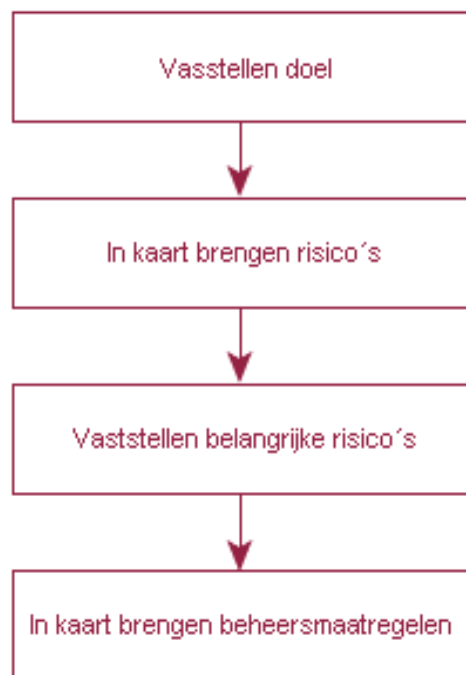 Vasstellen doel
In kaart brengen risico´s
Vaststellen belangrijke risico´s
In kaart brengen beheersmaatregelen